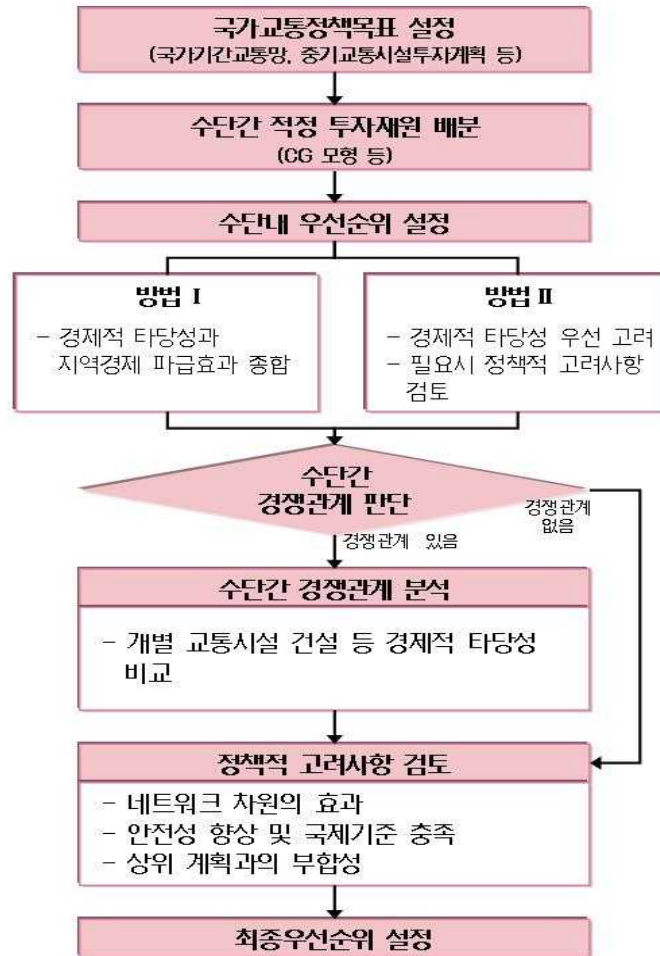 국가교통정책목표 설정
(국가기간교통망, 중기교통시설투자계획 등)
수단간 적정 투자재원 배분
(CG 모형 등)
수단내 우선순위 설정
방법 Ⅰ
- 경제적 타당성과
지역경제 파급효과 종합
방법 Ⅱ
- 경제적 타당성 우선 고려
- 필요시 정책적 고려사항
검토
수단간
경쟁관계 판단
경쟁관계
없음
경쟁관계 있음
수단간 경쟁관계 분석
- 개별 교통시설 건설 등 경제적 타당성
비교
정책적 고려사항 검토
- 네트워크 차원의 효과
- 안전성 향상 및 국제기준 충족
- 상위 계획과의 부합성
최종우선순위 설정